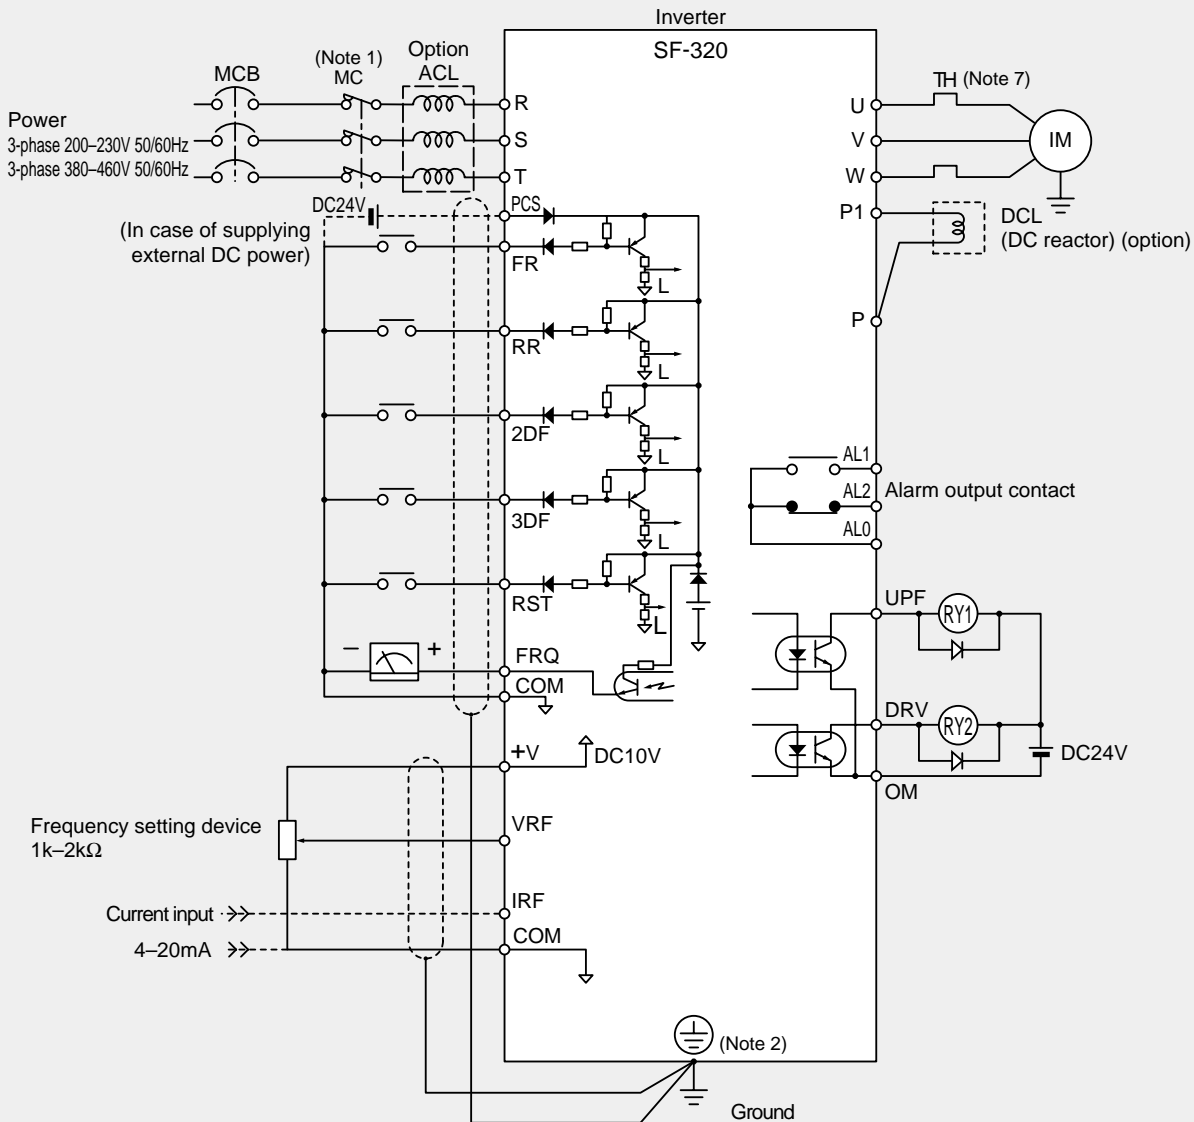 Inverter
SF-320
MCB
(Note 1)
MC
Option
ACL
Power
3-phase 200–230V 50/60Hz
3-phase 380–460V 50/60Hz
R
S
T
U
V
W
TH (Note 7)
IM
P1
DCL
(DC reactor) (option)
P
DC24V
(In case of supplying
external DC power)
PCS
FR
L
RR
L
2DF
L
3DF
L
RST
L
AL1
AL2
AL0
Alarm output contact
UPF
RY1
DRV
RY2
DC24V
OM
– +
FRQ
COM
+V
DC10V
Frequency setting device
1k–2kΩ
VRF
Current input
IRF
4–20mA
COM
(Note 2)
Ground